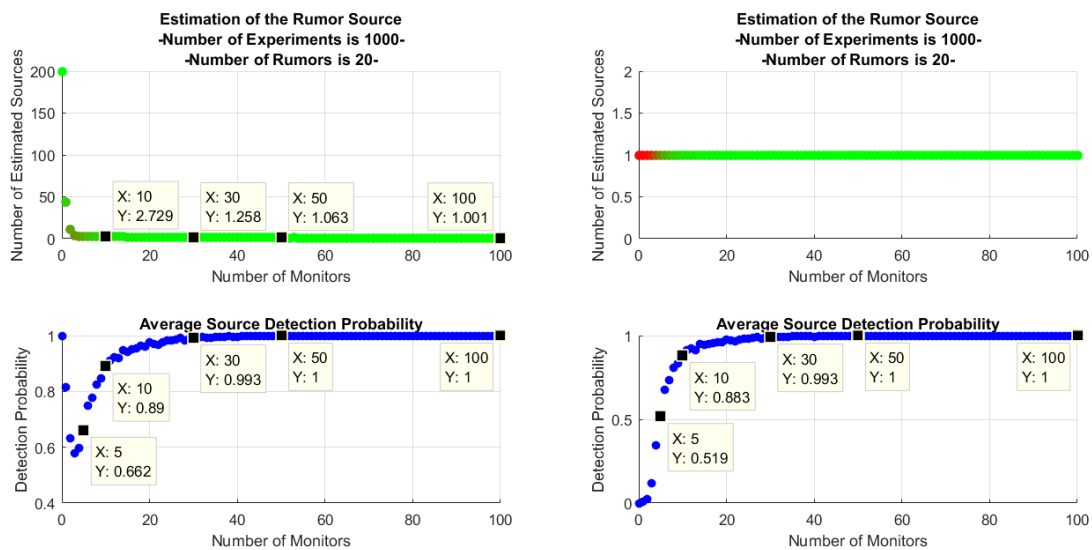 Estimation of the Rumor Source
-Number of Experiments is 1000-
-Number of Rumors is 20-
Number of Estimated Sources
200
150
100
50
0
X: 10
Y: 2.729
X: 30
Y: 1.258
X: 50
Y: 1.063
X: 100
Y: 1.001
0 20 40 60 80 100
Number of Monitors
Estimation of the Rumor Source
-Number of Experiments is 1000-
-Number of Rumors is 20-
Number of Estimated Sources
2
1.5
1
0.5
0
0 20 40 60 80 100
Number of Monitors
Average Source Detection Probability
Detection Probability
1
0.8
0.6
0.4
X: 5
Y: 0.662
X: 10
Y: 0.89
X: 30
Y: 0.993
X: 50
Y: 1
X: 100
Y: 1
0 20 40 60 80 100
Number of Monitors
Average Source Detection Probability
Detection Probability
1
0.5
0
X: 5
Y: 0.519
X: 10
Y: 0.883
X: 30
Y: 0.993
X: 50
Y: 1
X: 100
Y: 1
0 20 40 60 80 100
Number of Monitors